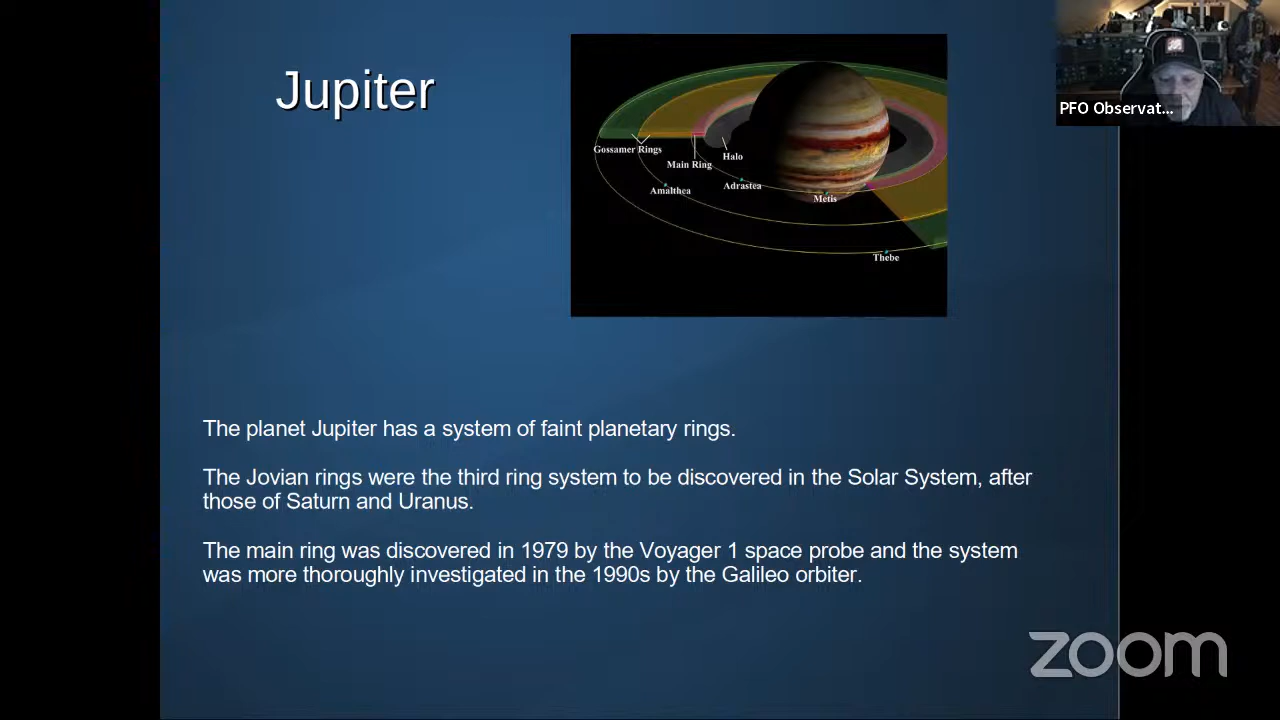 Jupiter
Gossamer Rings
Halo
Main Ring
Amalthea
Adrastea
Metis
Thebe
PFO Observat...
The planet Jupiter has a system of faint planetary rings.
The Jovian rings were the third ring system to be discovered in the Solar System, after
those of Saturn and Uranus.
The main ring was discovered in 1979 by the Voyager 1 space probe and the system
was more thoroughly investigated in the 1990s by the Galileo orbiter.
zoom